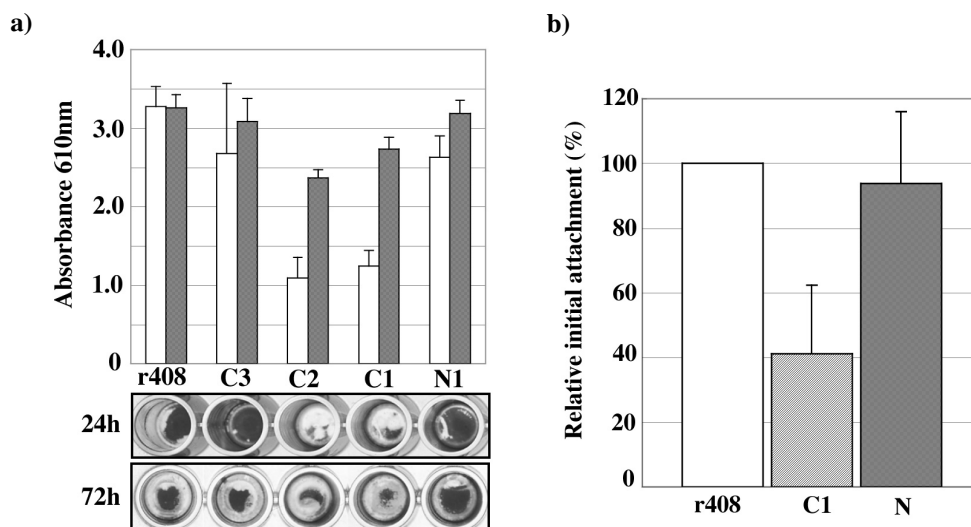 a)
4.0
3.0
2.0
1.0
0
Absorbance 610nm
r408 C3 C2 C1 N1
24h
72h
b)
120
100
80
60
40
20
0
Relative initial attachment (%)
r408 C1 N